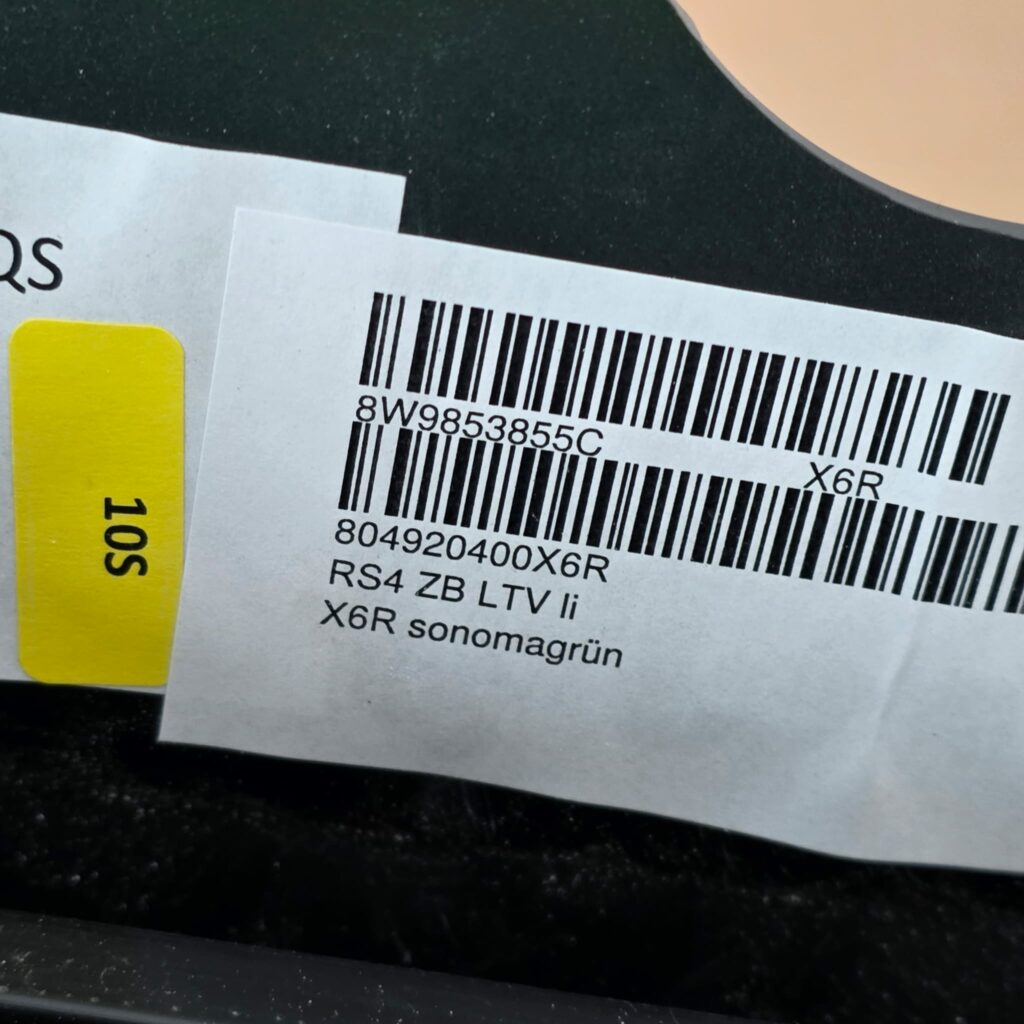 QS
10S
8W9853855C X6R
804920400X6R
RS4 ZB LTV li
X6R sonomagrün